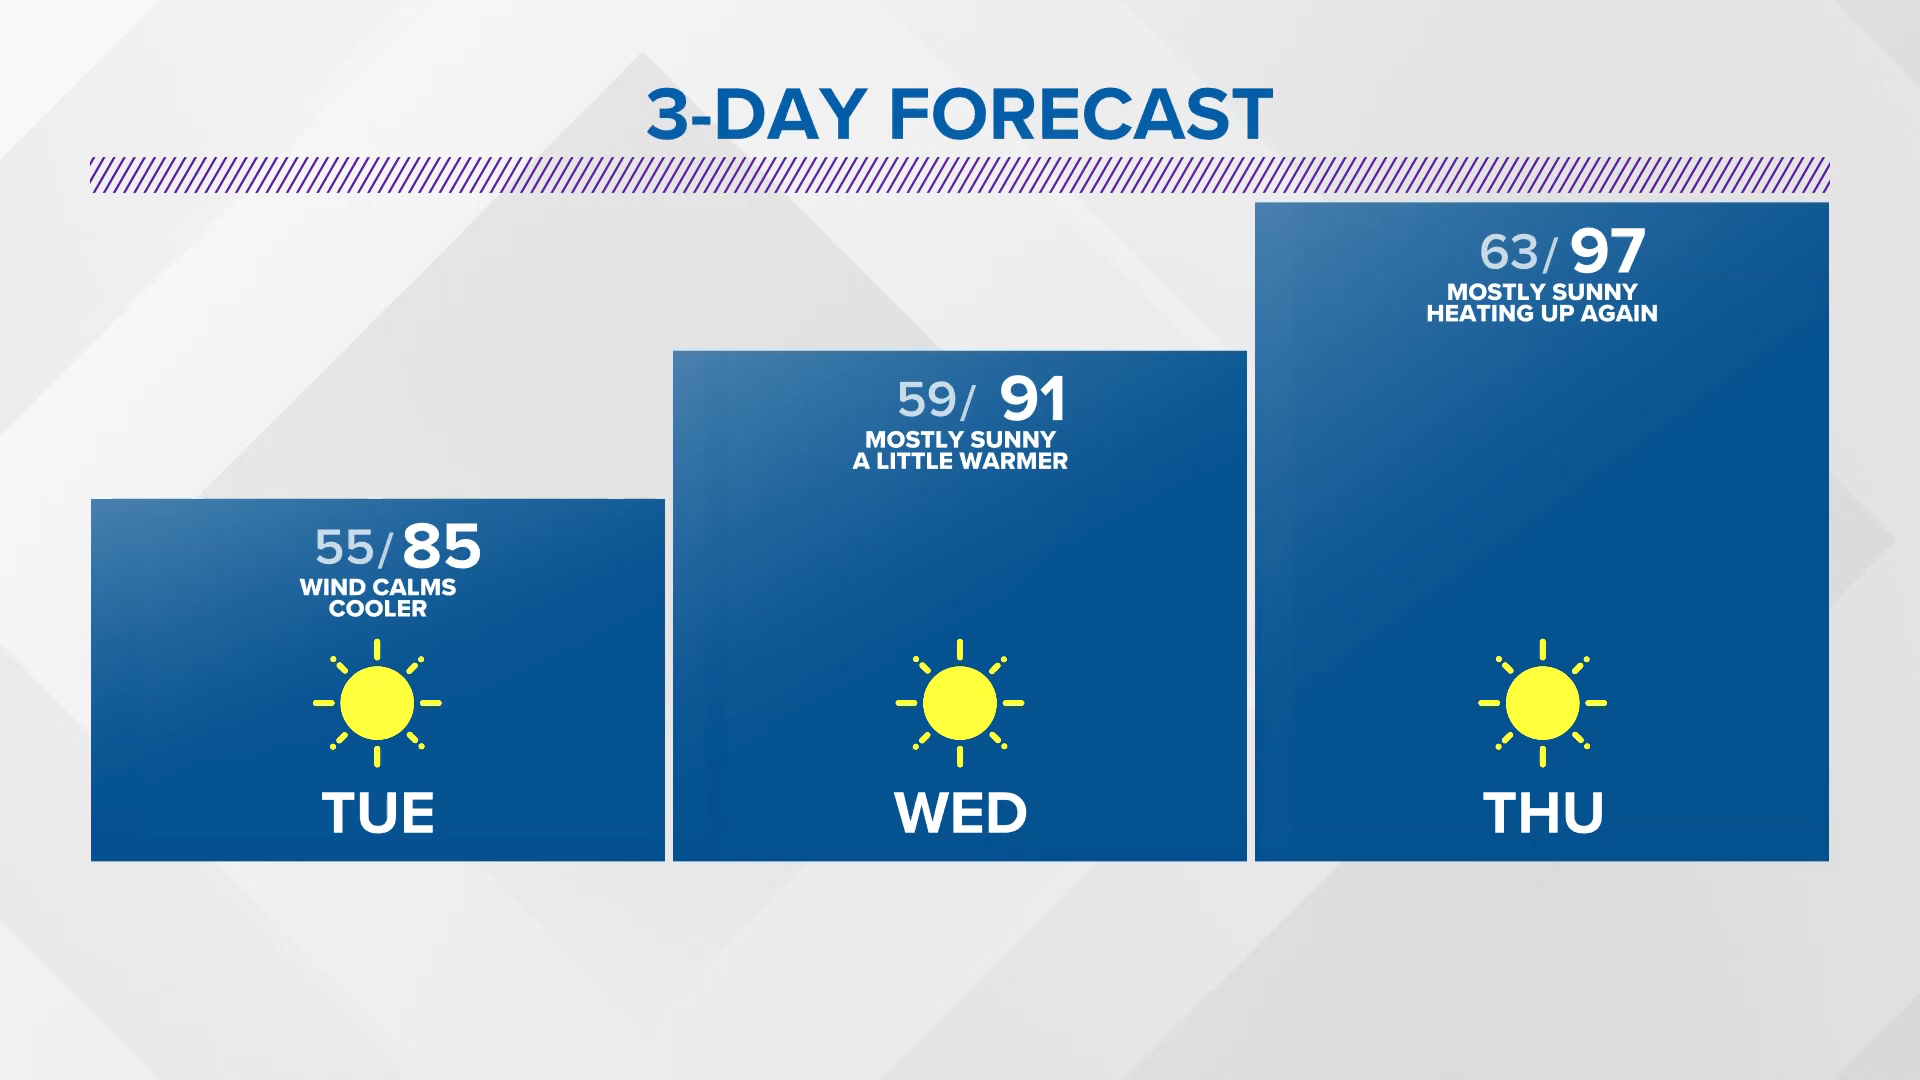 3-DAY FORECAST
55/ 85
WIND CALMS
COOLER
TUE
59/ 91
MOSTLY SUNNY
A LITTLE WARMER
WED
63/ 97
MOSTLY SUNNY
HEATING UP AGAIN
THU